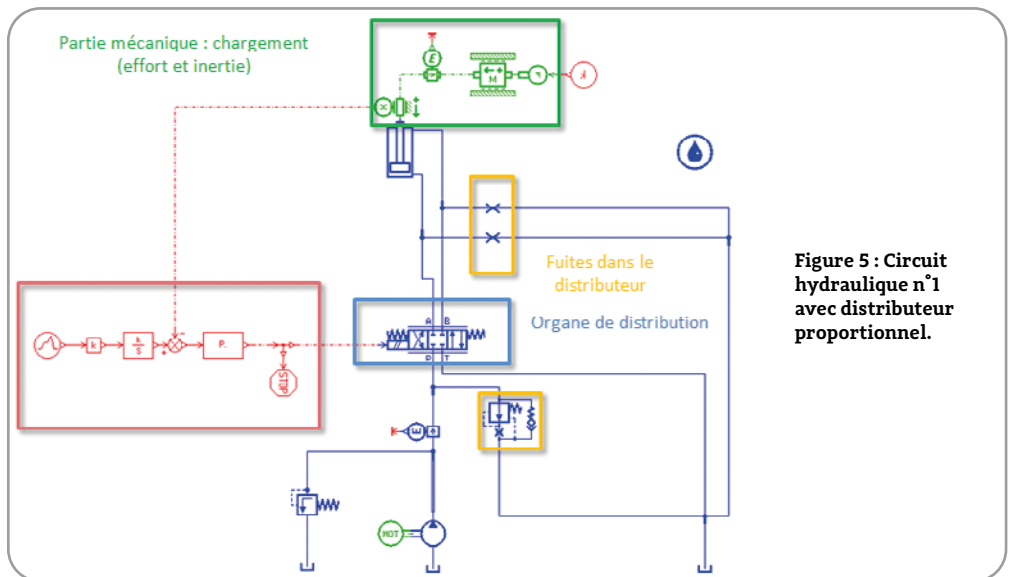 Partie mécanique : chargement
(effort et inertie)
E
M
x
Fuites dans le
distributeur
Organe de distribution
A B
P T
k
k
S
+
-
P.
STOP
MOT
Figure 5 : Circuit
hydraulique n°1
avec distributeur
proportionnel.